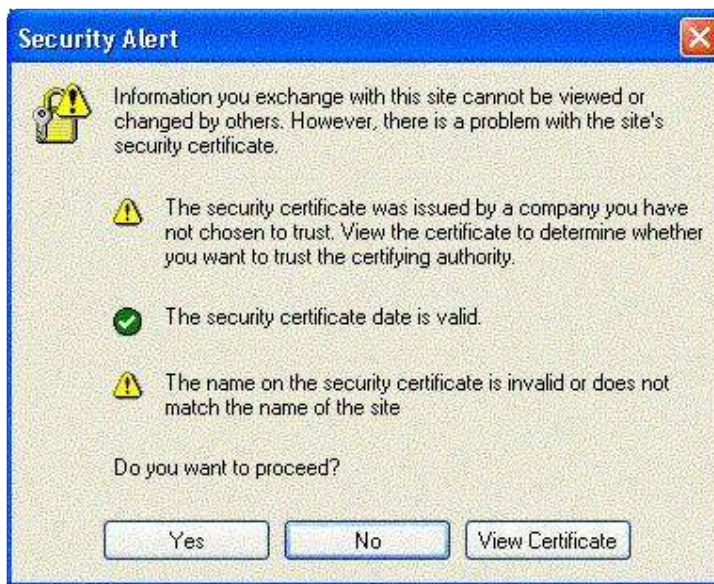 Security Alert
Information you exchange with this site cannot be viewed or
changed by others. However, there is a problem with the site's
security certificate.
The security certificate was issued by a company you have
not chosen to trust. View the certificate to determine whether
you want to trust the certifying authority.
The security certificate date is valid.
The name on the security certificate is invalid or does not
match the name of the site
Do you want to proceed?
Yes No View Certificate